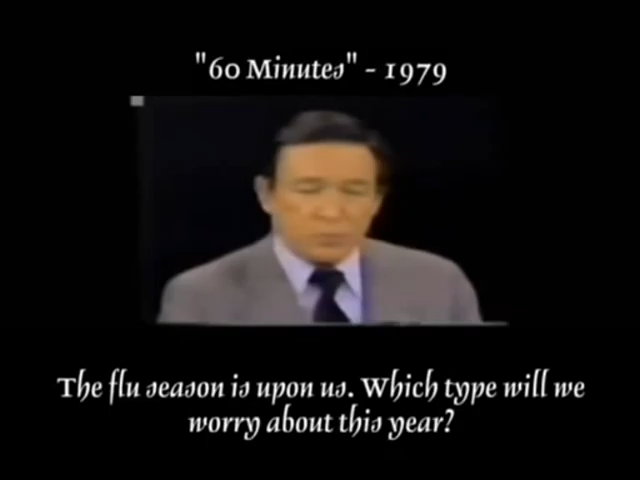 "60 Minutes" - 1979
The flu season is upon us. Which type will we
worry about this year?